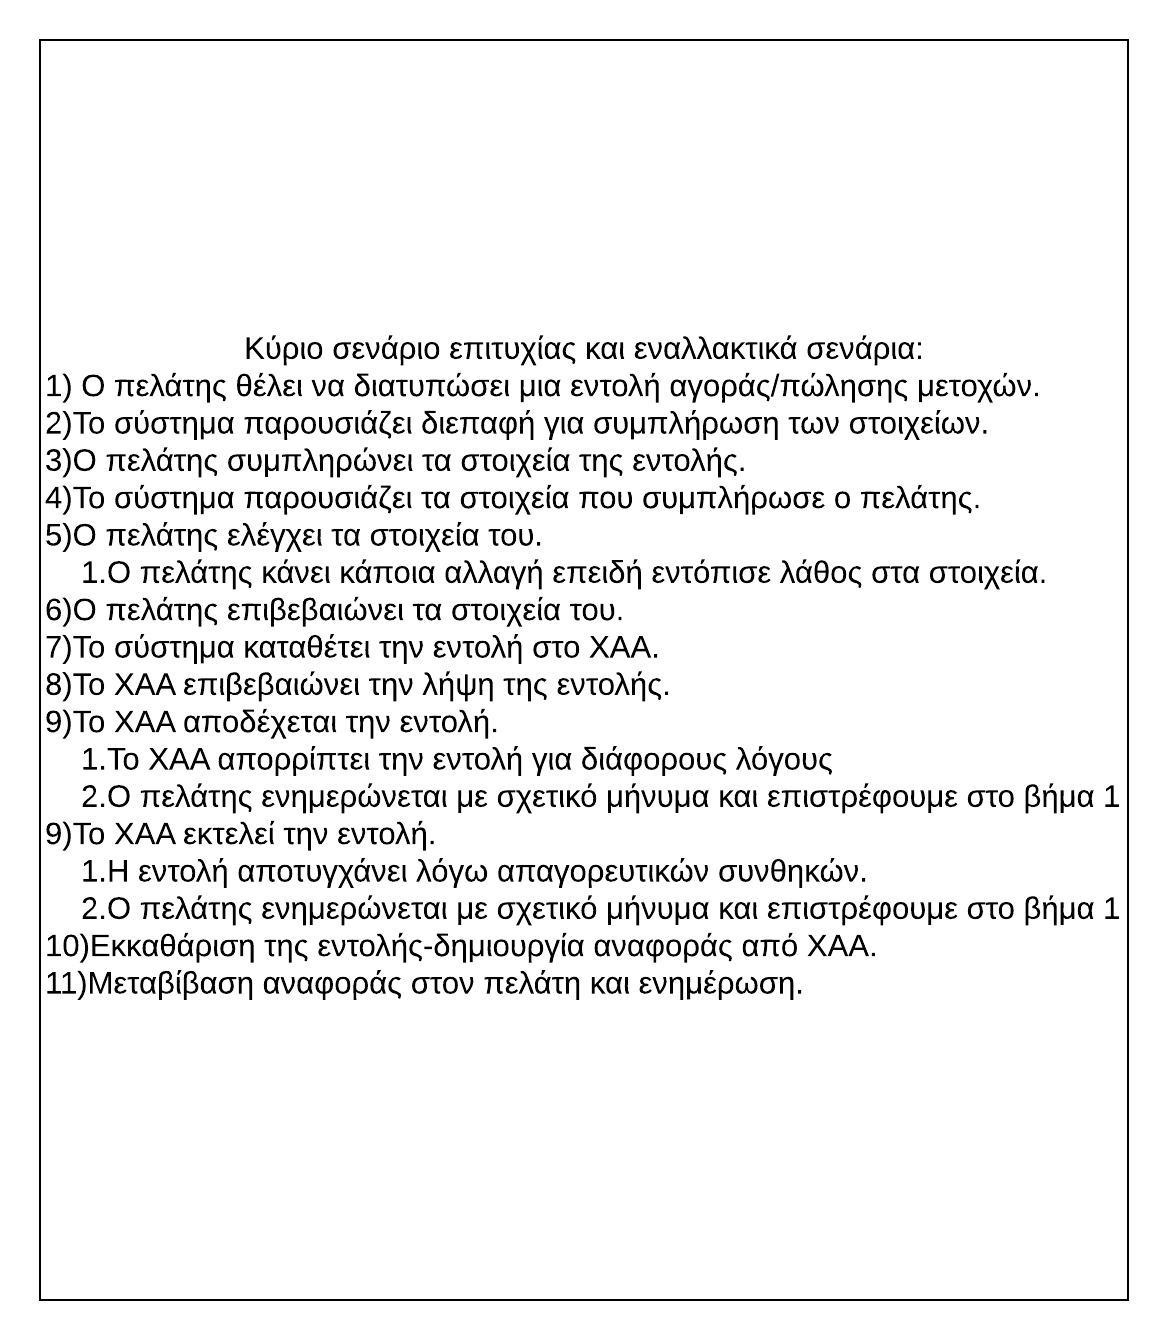 Κύριο σενάριο επιτυχίας και εναλλακτικά σενάρια:
1) Ο πελάτης θέλει να διατυπώσει μια εντολή αγοράς/πώλησης μετοχών.
2)Το σύστημα παρουσιάζει διεπαφή για συμπλήρωση των στοιχείων.
3)Ο πελάτης συμπληρώνει τα στοιχεία της εντολής.
4)Το σύστημα παρουσιάζει τα στοιχεία που συμπλήρωσε ο πελάτης.
5)Ο πελάτης ελέγχει τα στοιχεία του.
1.Ο πελάτης κάνει κάποια αλλαγή επειδή εντόπισε λάθος στα στοιχεία.
6)Ο πελάτης επιβεβαιώνει τα στοιχεία του.
7)Το σύστημα καταθέτει την εντολή στο ΧΑΑ.
8)Το ΧΑΑ επιβεβαιώνει την λήψη της εντολής.
9)Το ΧΑΑ αποδέχεται την εντολή.
1.Το ΧΑΑ απορρίπτει την εντολή για διάφορους λόγους
2.Ο πελάτης ενημερώνεται με σχετικό μήνυμα και επιστρέφουμε στο βήμα 1
9)Το ΧΑΑ εκτελεί την εντολή.
1.Η εντολή αποτυγχάνει λόγω απαγορευτικών συνθηκών.
2.Ο πελάτης ενημερώνεται με σχετικό μήνυμα και επιστρέφουμε στο βήμα 1
10)Εκκαθάριση της εντολής-δημιουργία αναφοράς από ΧΑΑ.
11)Μεταβίβαση αναφοράς στον πελάτη και ενημέρωση.